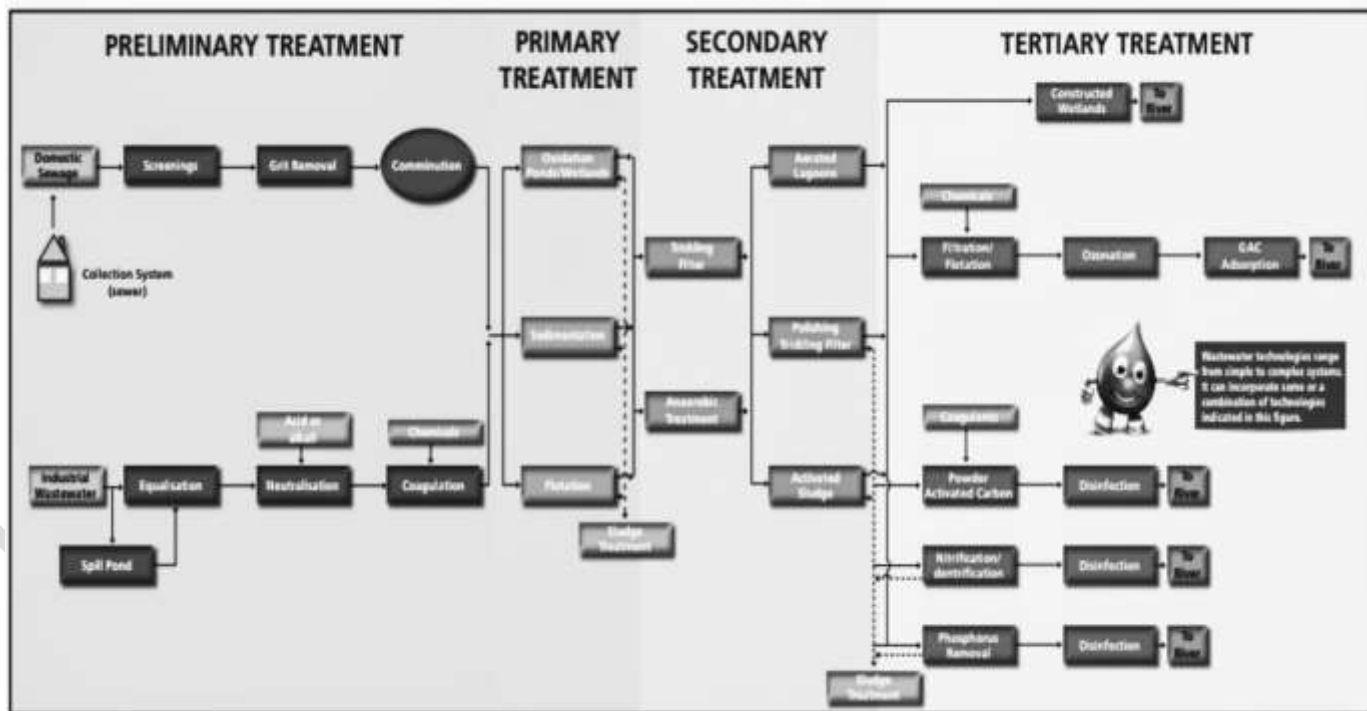 PRELIMINARY TREATMENT
PRIMARY
TREATMENT
SECONDARY
TREATMENT
TERTIARY TREATMENT
Constructed
Wetlands
To
River
Domestic
Sewage
Screenings
Grit Removal
Comminution
Oxidation
Ponds/Wetlands
Aerated
Lagoons
Chemicals
Collection System
(sewer)
Trickling
Filter
Filtration/
Flotation
Ozonation
GAC
Adsorption
To
River
Sedimentation
Polishing
Trickling Filter
Wastewater technologies range
from simple to complex systems.
It can incorporate some or a
combination of technologies
indicated in this figure.
Anaerobic
Treatment
Acid or
alkali
Chemicals
Coagulants
Industrial
Wastewater
Equalisation
Neutralisation
Coagulation
Flotation
Activated
Sludge
Powder
Activated Carbon
Disinfection
To
River
Sludge
Treatment
Spill Pond
Nitrification/
Disinfection
To
River
Phosphorus
Removal
Disinfection
To
River
Sludge
Treatment